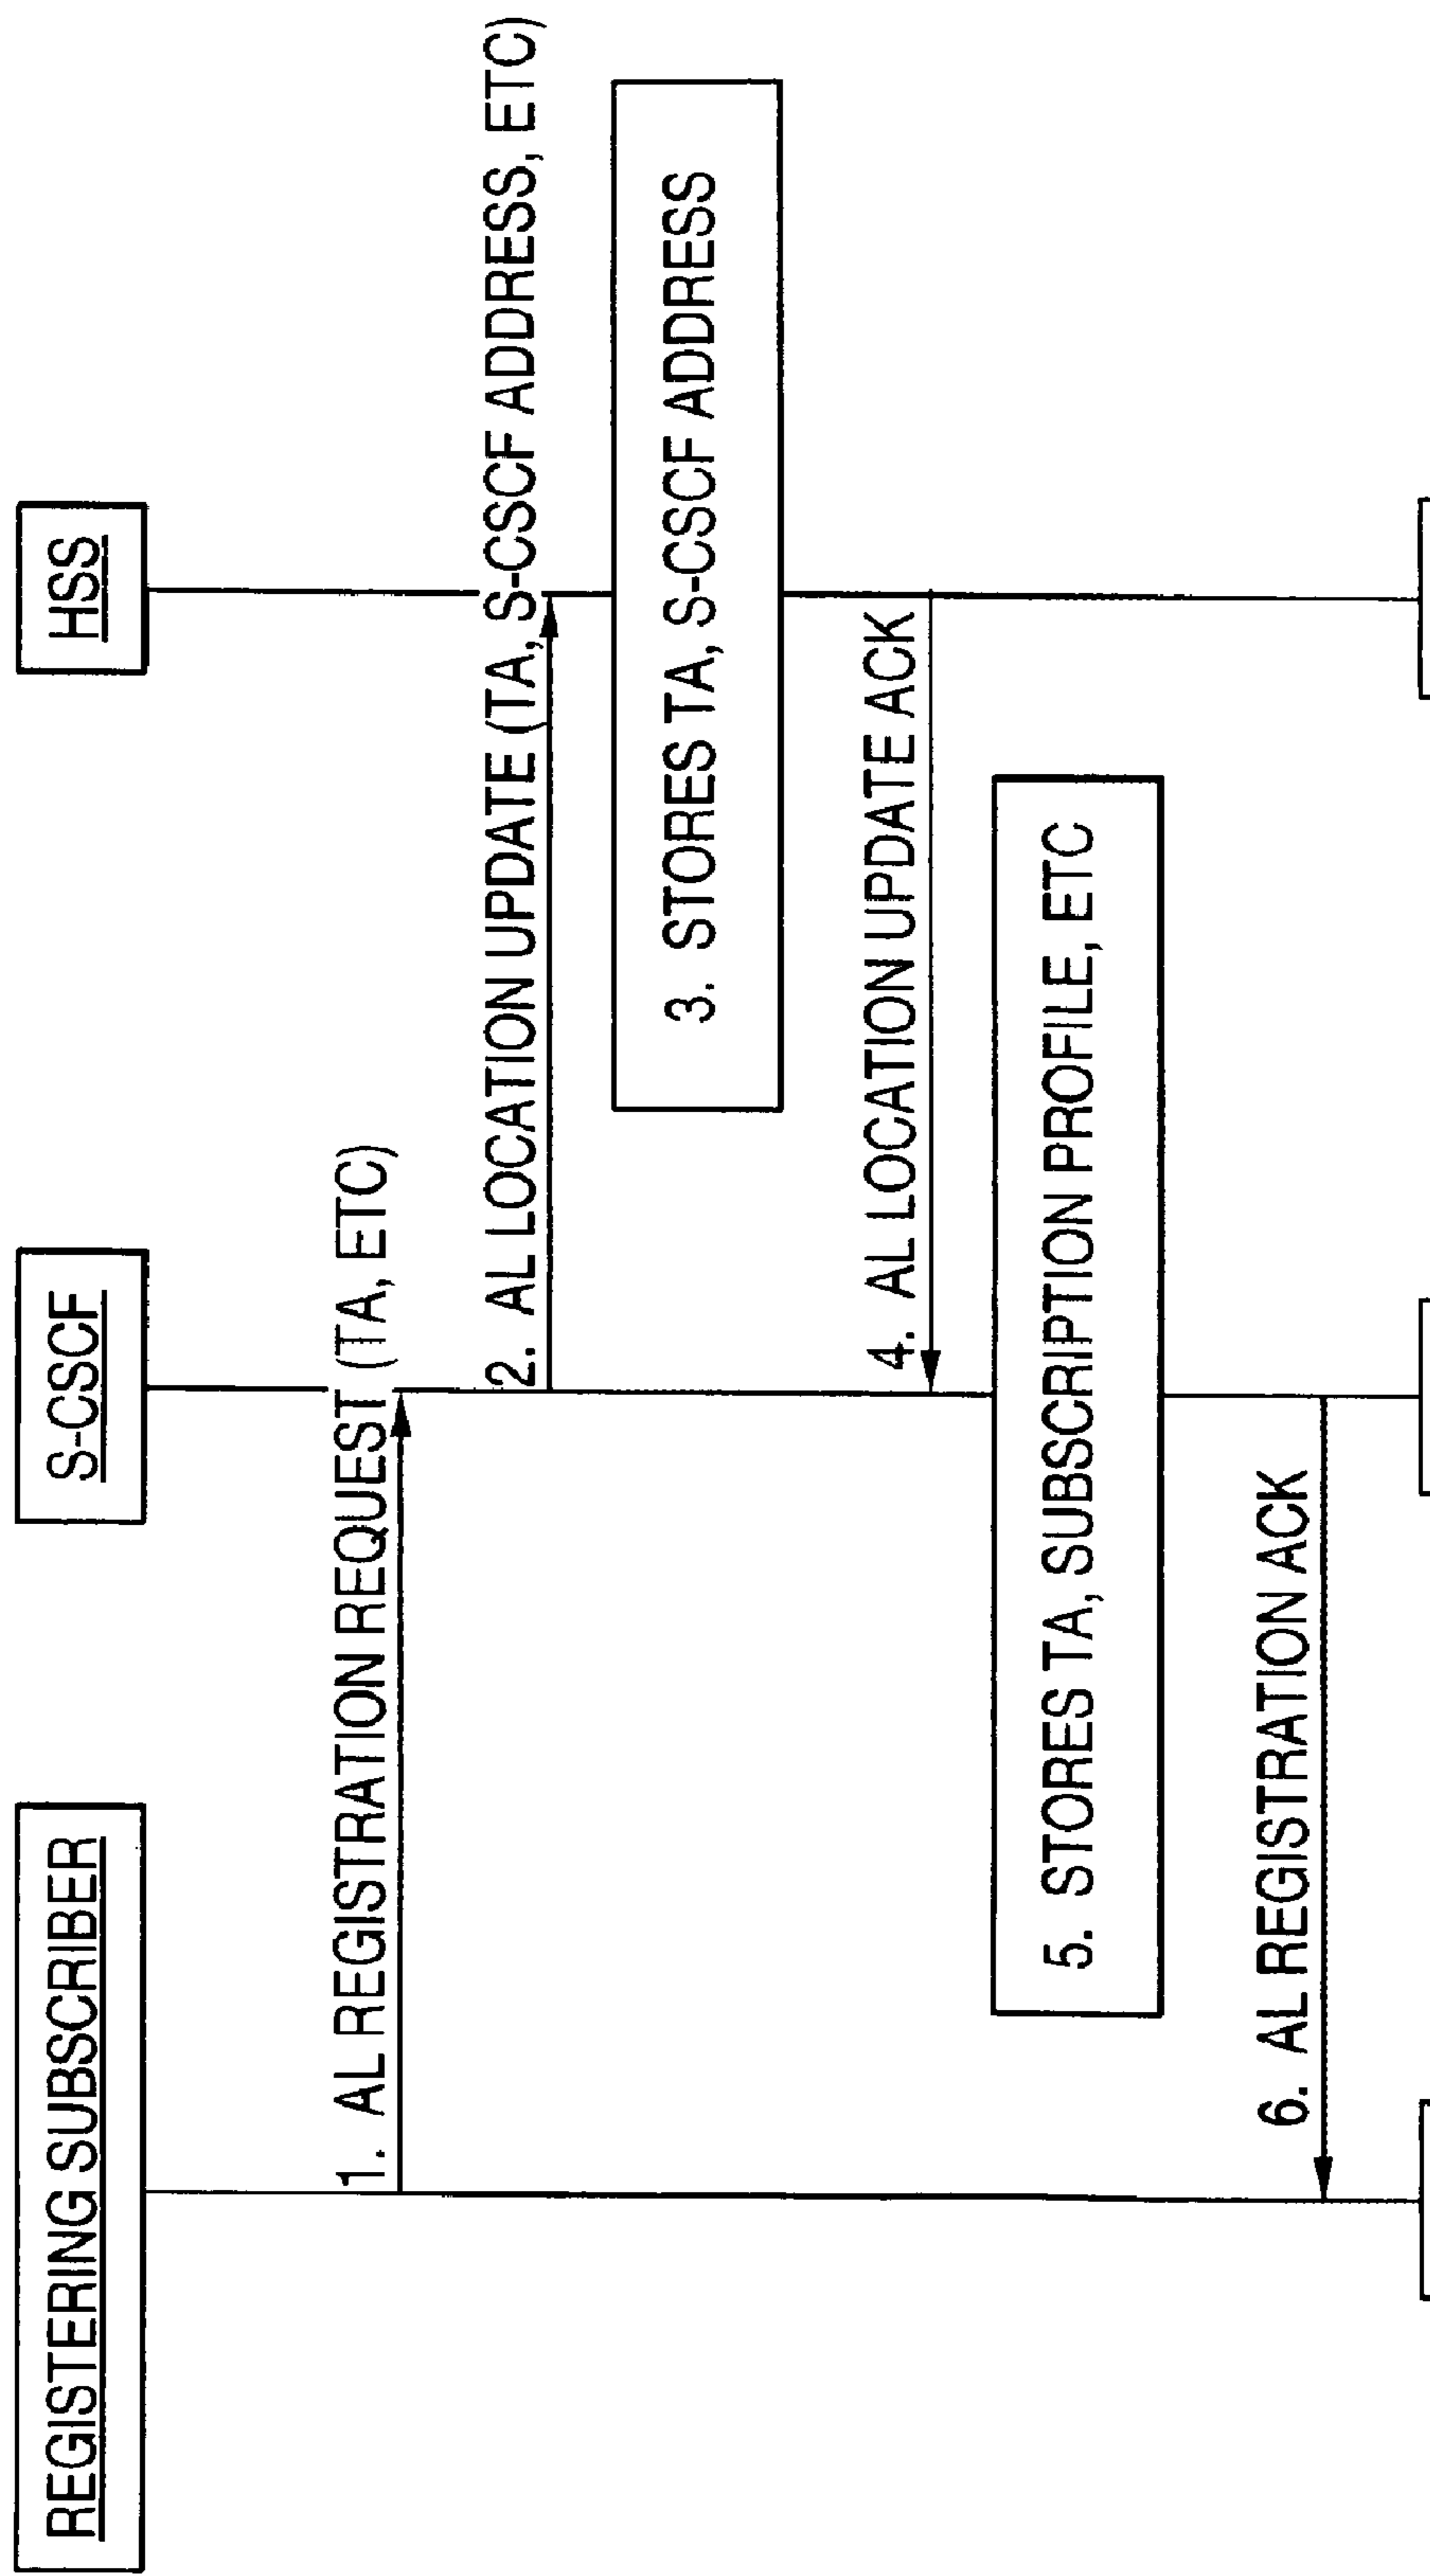 REGISTERING SUBSCRIBER
S-CSCF
HSS
1. AL REGISTRATION REQUEST (TA, ETC)
2. AL LOCATION UPDATE (TA, S-CSCF ADDRESS, ETC)
3. STORES TA, S-CSCF ADDRESS
4. AL LOCATION UPDATE ACK
5. STORES TA, SUBSCRIPTION PROFILE, ETC
6. AL REGISTRATION ACK